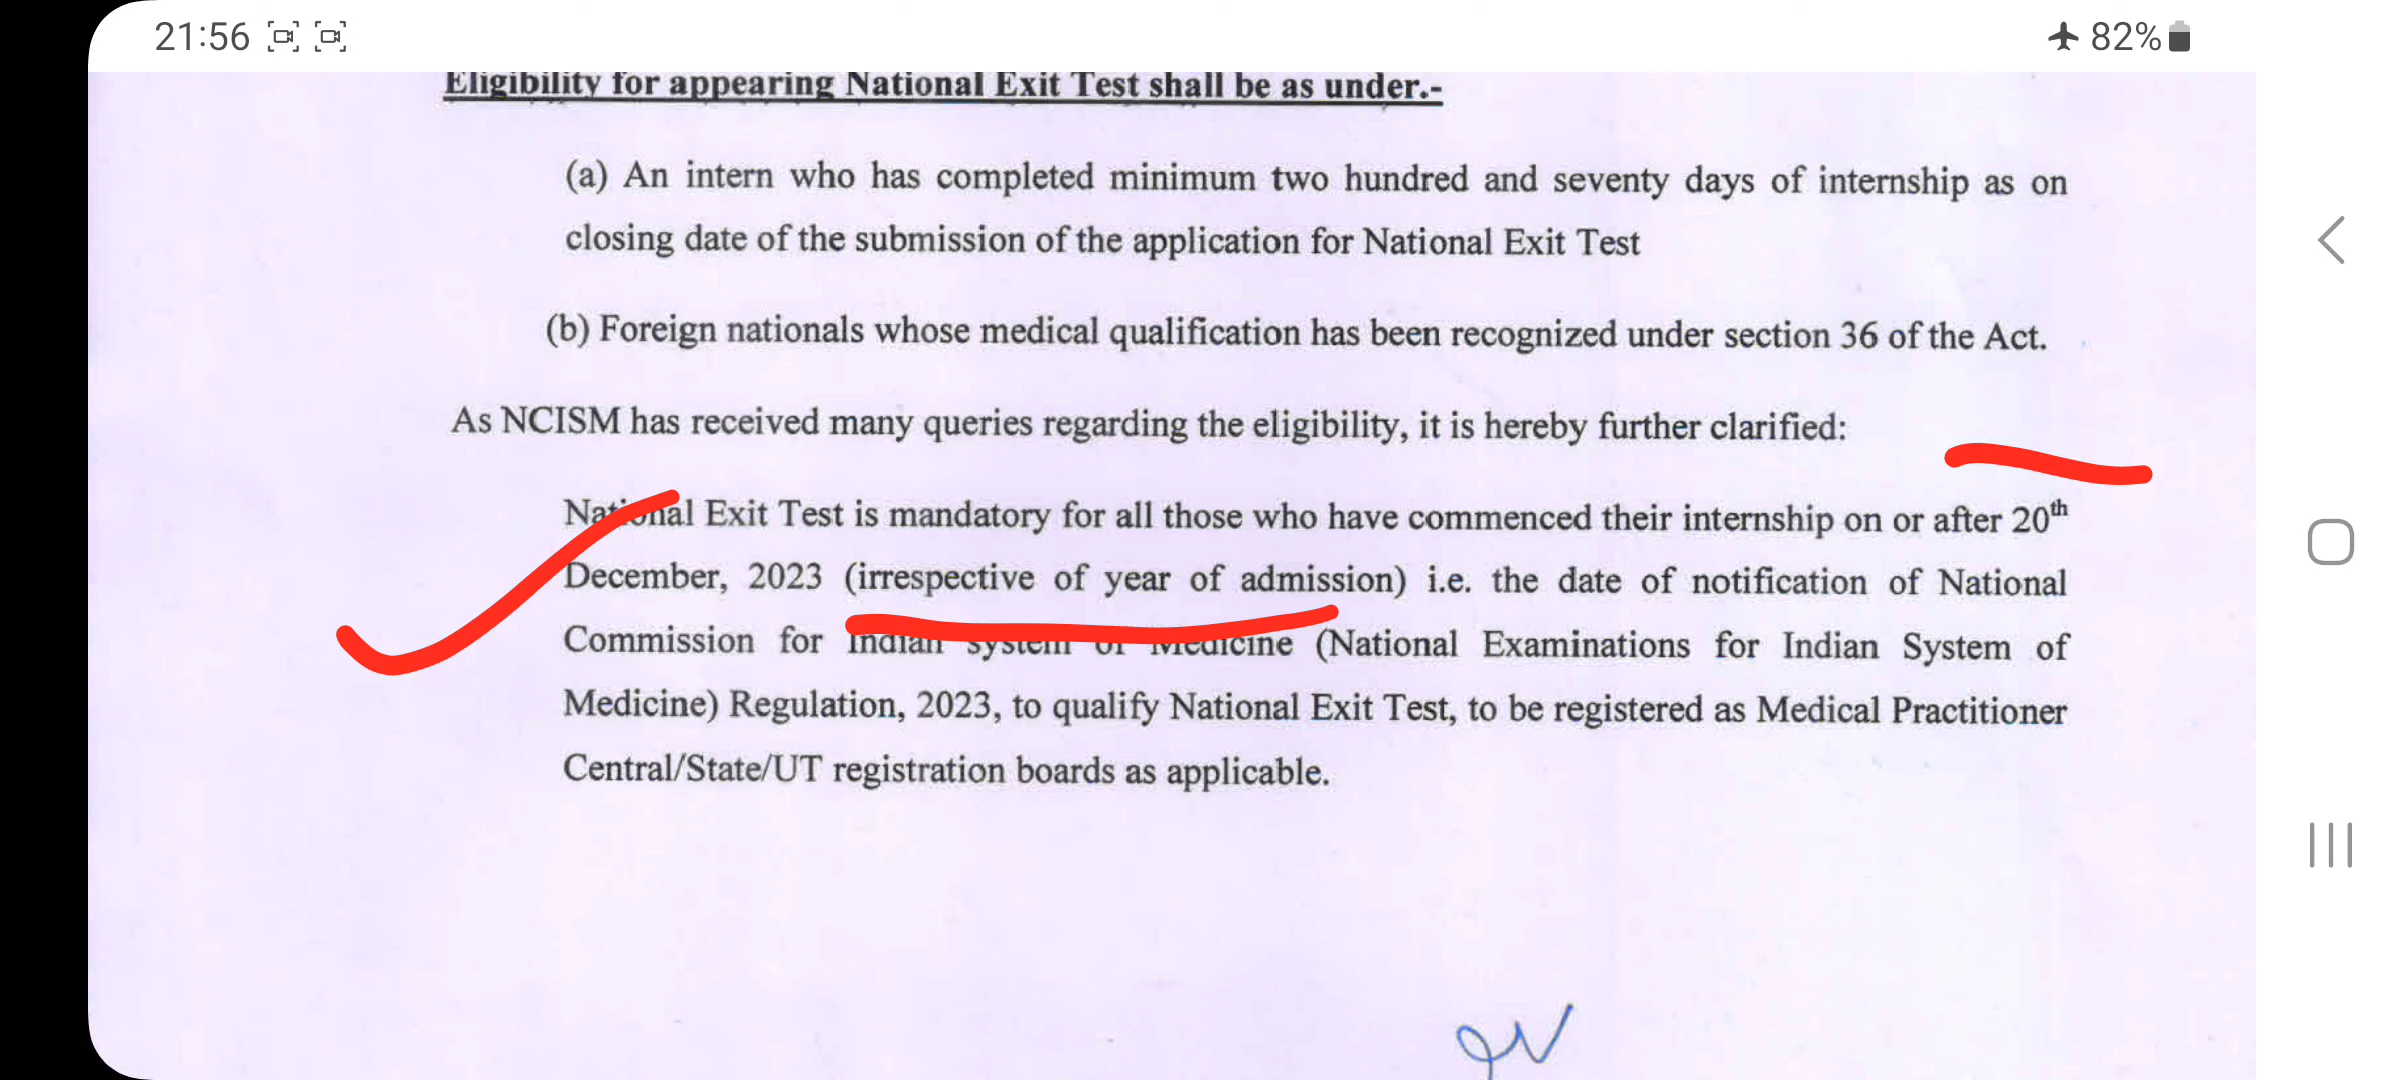 21:56
82%
Eligibility for appearing National Exit Test shall be as under.-
(a) An intern who has completed minimum two hundred and seventy days of internship as on
closing date of the submission of the application for National Exit Test
(b) Foreign nationals whose medical qualification has been recognized under section 36 of the Act.
As NCISM has received many queries regarding the eligibility, it is hereby further clarified:
National Exit Test is mandatory for all those who have commenced their internship on or after 20th
December, 2023 (irrespective of year of admission) i.e. the date of notification of National
Commission for Indian system of Medicine (National Examinations for Indian System of
Medicine) Regulation, 2023, to qualify National Exit Test, to be registered as Medical Practitioner
Central/State/UT registration boards as applicable.